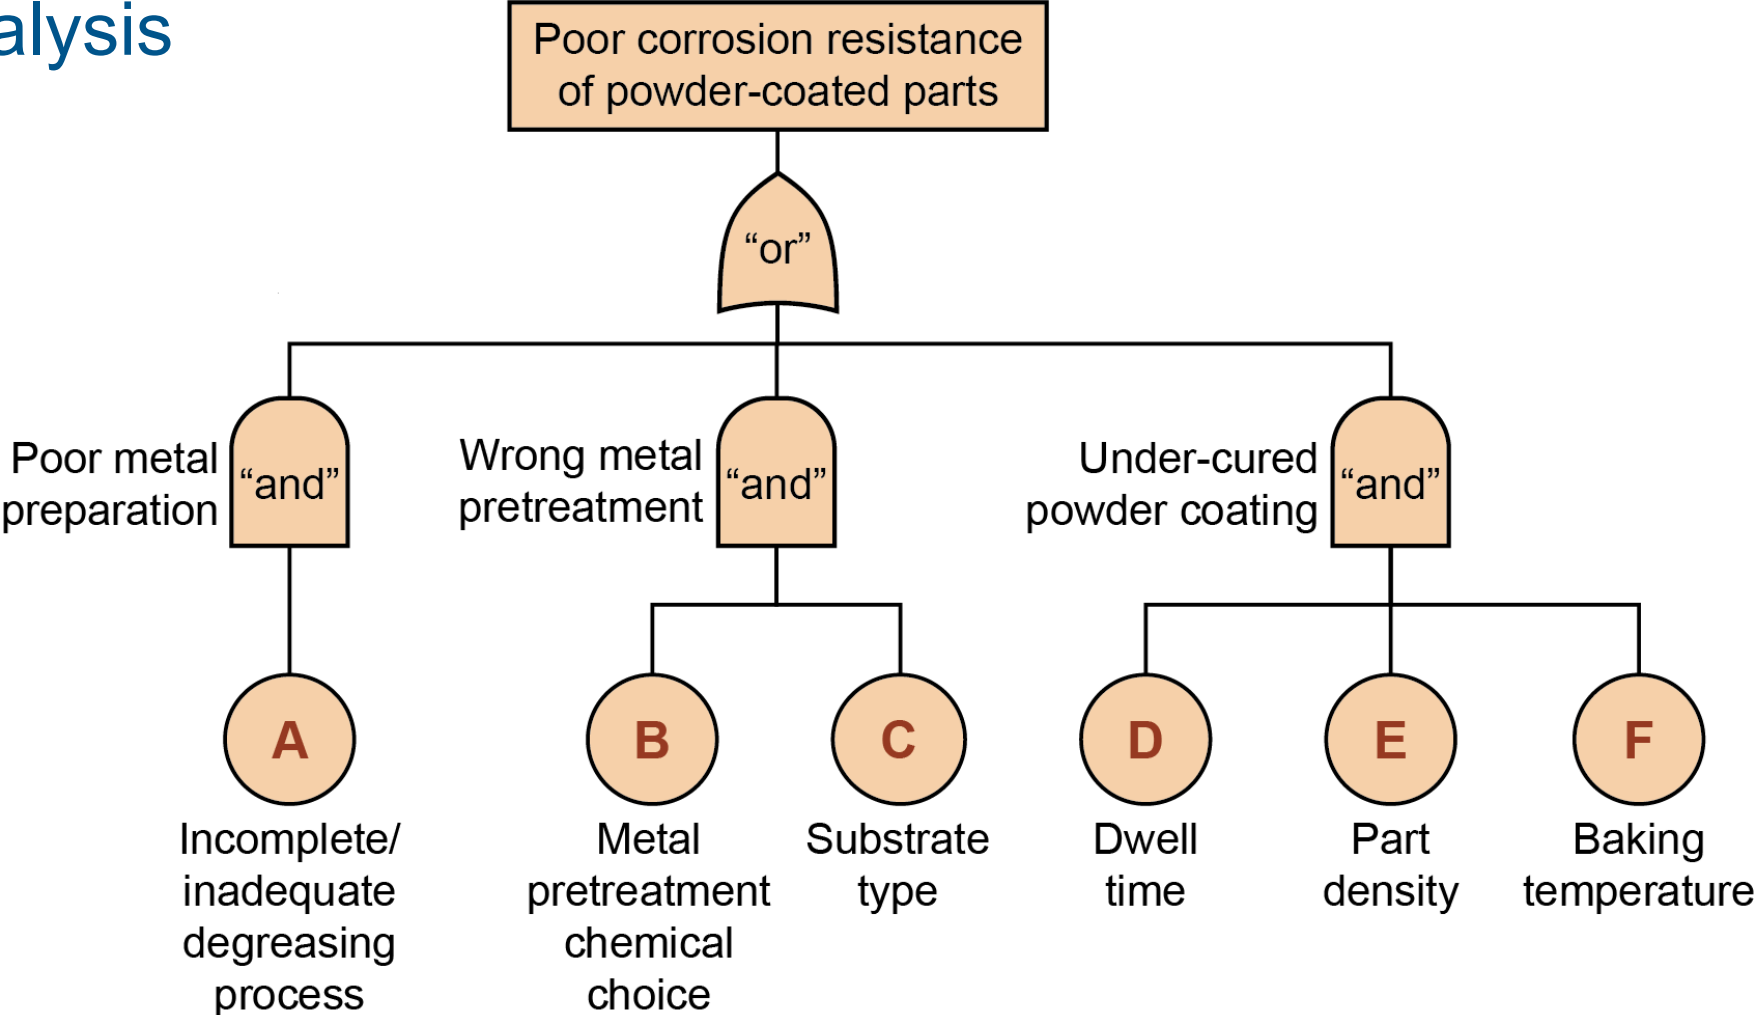 alysis
Poor corrosion resistance
of powder-coated parts
“or”
Poor metal
preparation
“and”
Wrong metal
pretreatment
“and”
Under-cured
powder coating
“and”
A
B
C
D
E
F
Incomplete/
inadequate
degreasing
process
Metal
pretreatment
chemical
choice
Substrate
type
Dwell
time
Part
density
Baking
temperature